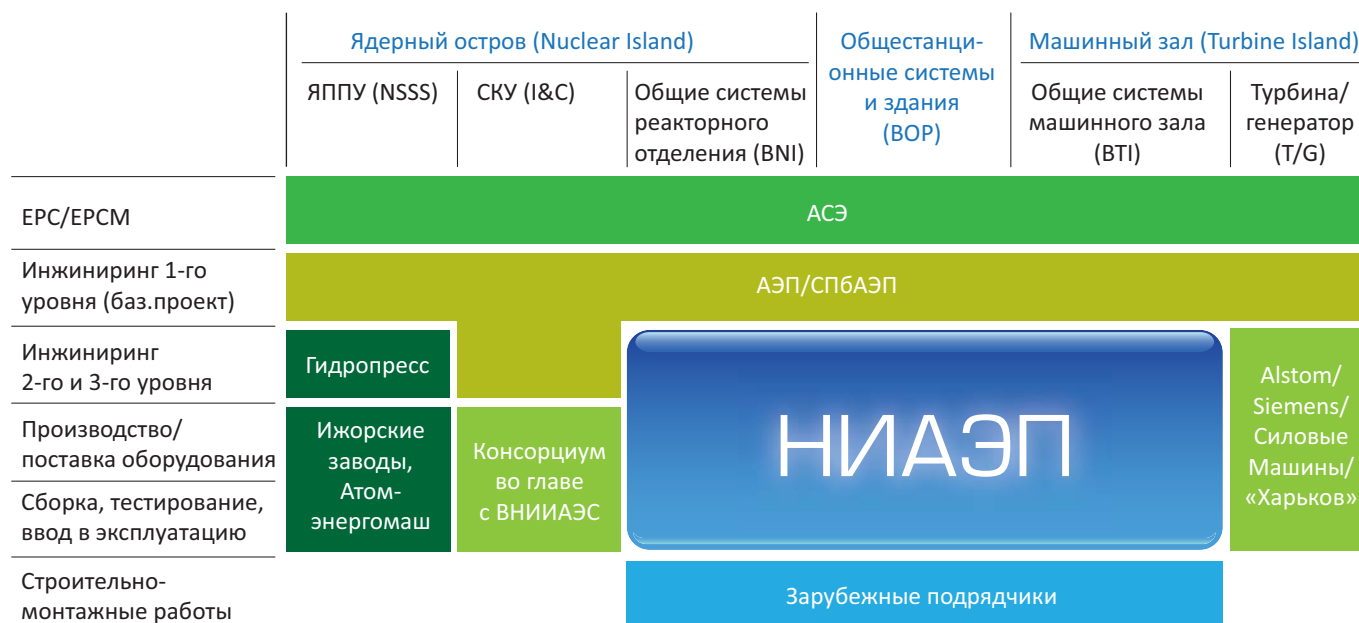 Ядерный остров (Nuclear Island)
Общестанци-
онные системы
и здания
(BOP)
Машинный зал (Turbine Island)
ЯППУ (NSSS)
СКУ (I&C)
Общие системы
реакторного
отделения (BNI)
Общие системы
машинного зала
(BTI)
Турбина/
генератор
(T/G)
EPC/EPCM
АСЭ
Инжиниринг 1-го
уровня (баз.проект)
АЭП/СПбАЭП
Инжиниринг
2-го и 3-го уровня
Гидропресс
НИАЭП
Alstom/
Siemens/
Силовые
Машины/
«Харьков»
Производство/
поставка оборудования
Ижорские
заводы,
Атом-
энергомаш
Консорциум
во главе
с ВНИИАЭС
Сборка, тестирование,
ввод в эксплуатацию
Строительно-
монтажные работы
Зарубежные подрядчики